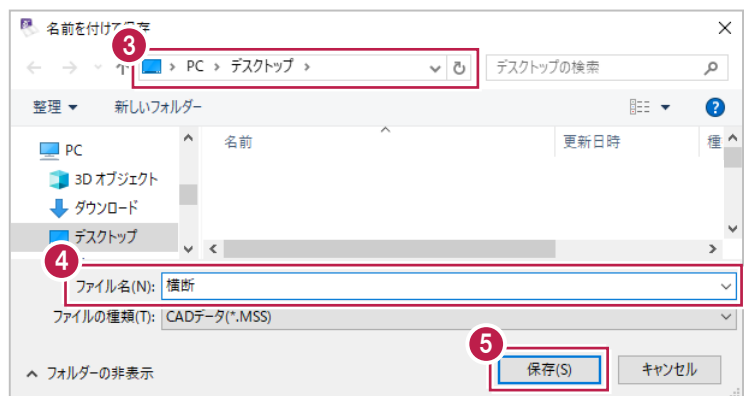 名前を付けて保存
3
PC › デスクトップ ›
デスクトップの検索
整理 新しいフォルダー
?
名前 更新日時 種
PC
3D オブジェクト
ダウンロード
デスクトップ
4
ファイル名(N): 横断
ファイルの種類(T): CADデータ(*.MSS)
5
フォルダーの非表示 保存(S) キャンセル